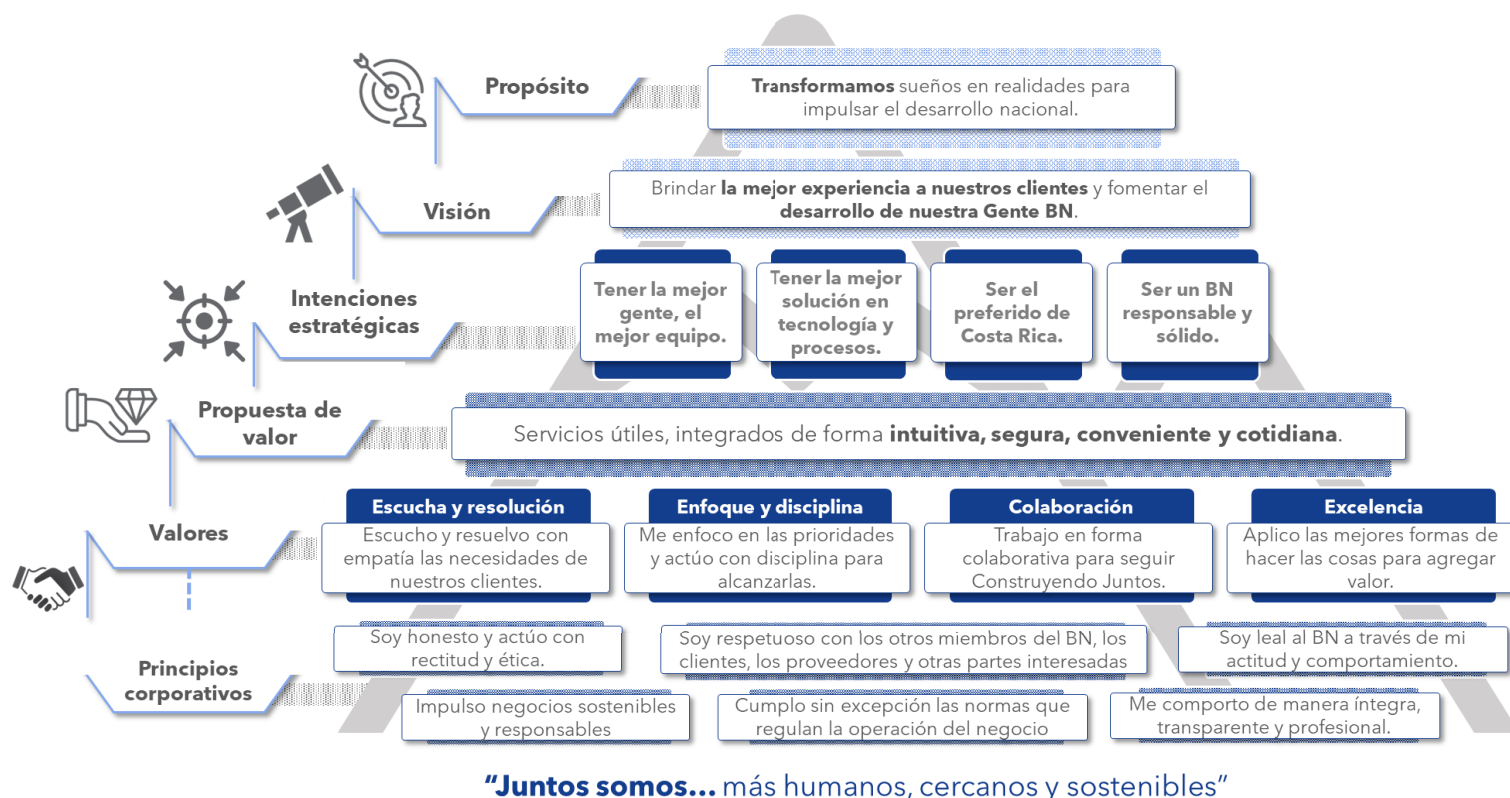 Propósito
Transformamos sueños en realidades para
impulsar el desarrollo nacional.
Visión
Brindar la mejor experiencia a nuestros clientes y fomentar el
desarrollo de nuestra Gente BN.
Intenciones
estratégicas
Tener la mejor
gente, el
mejor equipo.
Tener la mejor
solución en
tecnología y
procesos.
Ser el
preferido de
Costa Rica.
Ser un BN
responsable y
sólido.
Propuesta de
valor
Servicios útiles, integrados de forma intuitiva, segura, conveniente y cotidiana.
Valores
Escucha y resolución
Escucho y resuelvo con
empatía las necesidades de
nuestros clientes.
Enfoque y disciplina
Me enfoco en las prioridades
y actúo con disciplina para
alcanzarlas.
Colaboración
Trabajo en forma
colaborativa para seguir
Construyendo Juntos.
Excelencia
Aplico las mejores formas de
hacer las cosas para agregar
valor.
Principios
corporativos
Soy honesto y actúo con
rectitud y ética.
Soy respetuoso con los otros miembros del BN, los
clientes, los proveedores y otras partes interesadas
Soy leal al BN a través de mi
actitud y comportamiento.
Impulso negocios sostenibles
y responsables
Cumplo sin excepción las normas que
regulan la operación del negocio
Me comporto de manera íntegra,
transparente y profesional.
"Juntos somos... más humanos, cercanos y sostenibles"